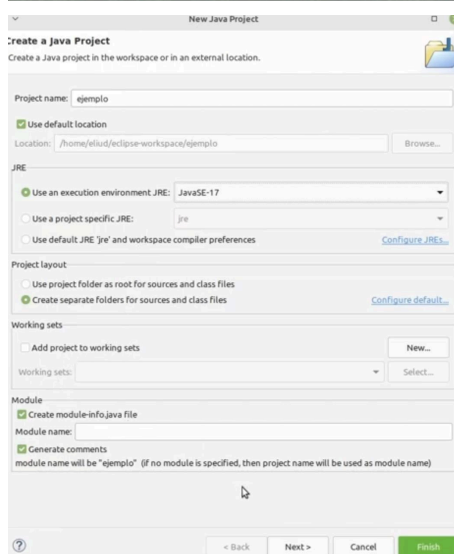 New Java Project
Create a Java Project
Create a Java project in the workspace or in an external location.
Project name: ejemplo
Use default location
Location: /home/eliud/eclipse-workspace/ejemplo Browse...
JRE
Use an execution environment JRE: JavaSE-17
Use a project specific JRE: jre
Use default JRE 'jre' and workspace compiler preferences Configure JREs...
Project layout
Use project folder as root for sources and class files
Create separate folders for sources and class files Configure default...
Working sets
Add project to working sets New...
Working sets: Select...
Module
Create module-info.java file
Module name:
Generate comments
module name will be "ejemplo" (if no module is specified, then project name will be used as module name)
? < Back Next > Cancel Finish